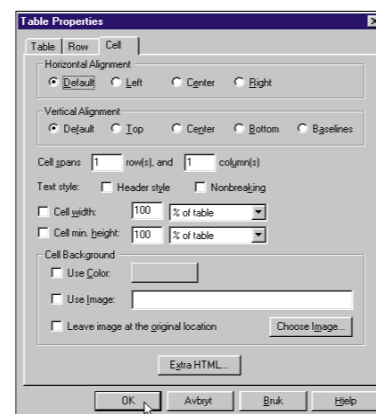 Table Properties
Table Row Cell
Horizontal Alignment
Default Left Center Right
Vertical Alignment
Default Top Center Bottom Baselines
Cell spans 1 row(s), and 1 column(s)
Text style: Header style Nonbreaking
Cell width: 100 % of table
Cell min. height: 100 % of table
Cell Background
Use Color:
Use Image:
Leave image at the original location Choose Image...
Extra HTML...
OK Avbryt Bruk Hjelp